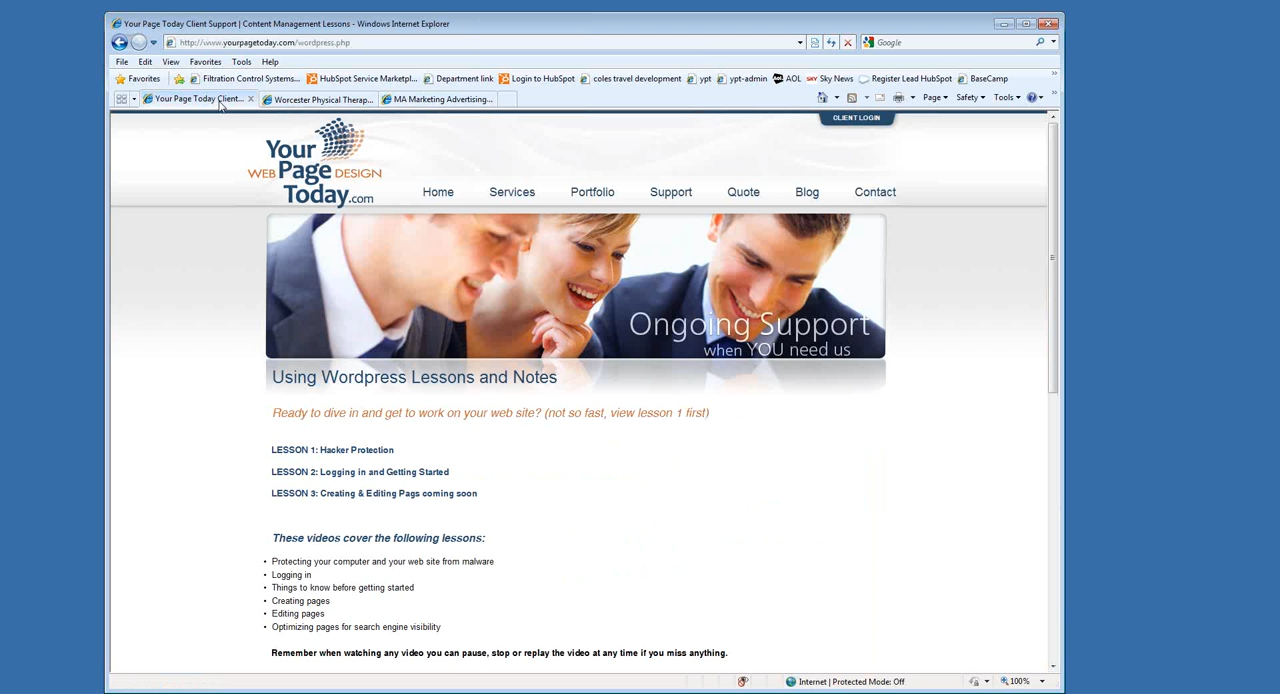 Your Page Today Client Support | Content Management Lessons - Windows Internet Explorer
http://www.yourpagetoday.com/wordpress.php
Google
File Edit View Favorites Tools Help
Favorites Filtration Control Systems... HubSpot Service Marketpl... Department link Login to HubSpot coles travel development ypt ypt-admin AOL Sky News Register Lead HubSpot BaseCamp
Your Page Today Client... Worcester Physical Therap... MA Marketing Advertising... Page Safety Tools
CLIENT LOGIN
Your
WEB Page DESIGN
Today.com
Home Services Portfolio Support Quote Blog Contact
Ongoing Support
when YOU need us
Using Wordpress Lessons and Notes
Ready to dive in and get to work on your web site? (not so fast, view lesson 1 first)
LESSON 1: Hacker Protection
LESSON 2: Logging in and Getting Started
LESSON 3: Creating & Editing Pags coming soon
These videos cover the following lessons:
• Protecting your computer and your web site from malware
• Logging in
• Things to know before getting started
• Creating pages
• Editing pages
• Optimizing pages for search engine visibility
Remember when watching any video you can pause, stop or replay the video at any time if you miss anything.
Internet | Protected Mode: Off 100%